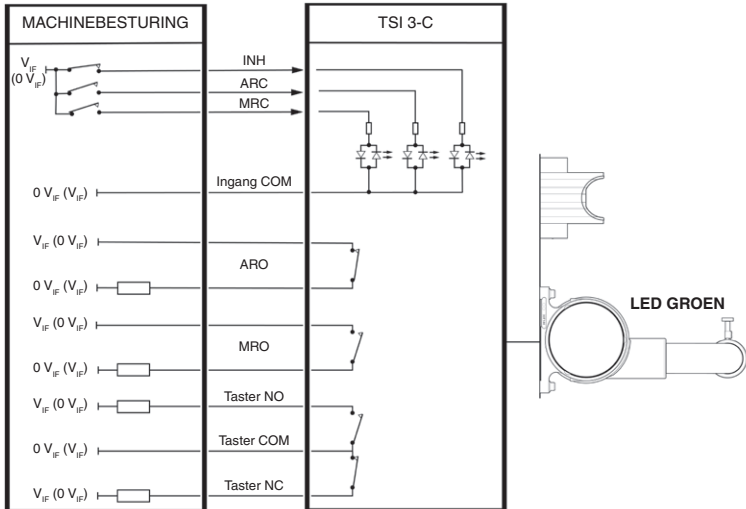 MACHINEBESTURING
TSI 3-C
V_IF
(0 V_IF)
INH
ARC
MRC
0 V_IF (V_IF)
Ingang COM
V_IF (0 V_IF)
ARO
0 V_IF (V_IF)
V_IF (0 V_IF)
MRO
0 V_IF (V_IF)
V_IF (0 V_IF)
Taster NO
0 V_IF (V_IF)
Taster COM
V_IF (0 V_IF)
Taster NC
LED GROEN